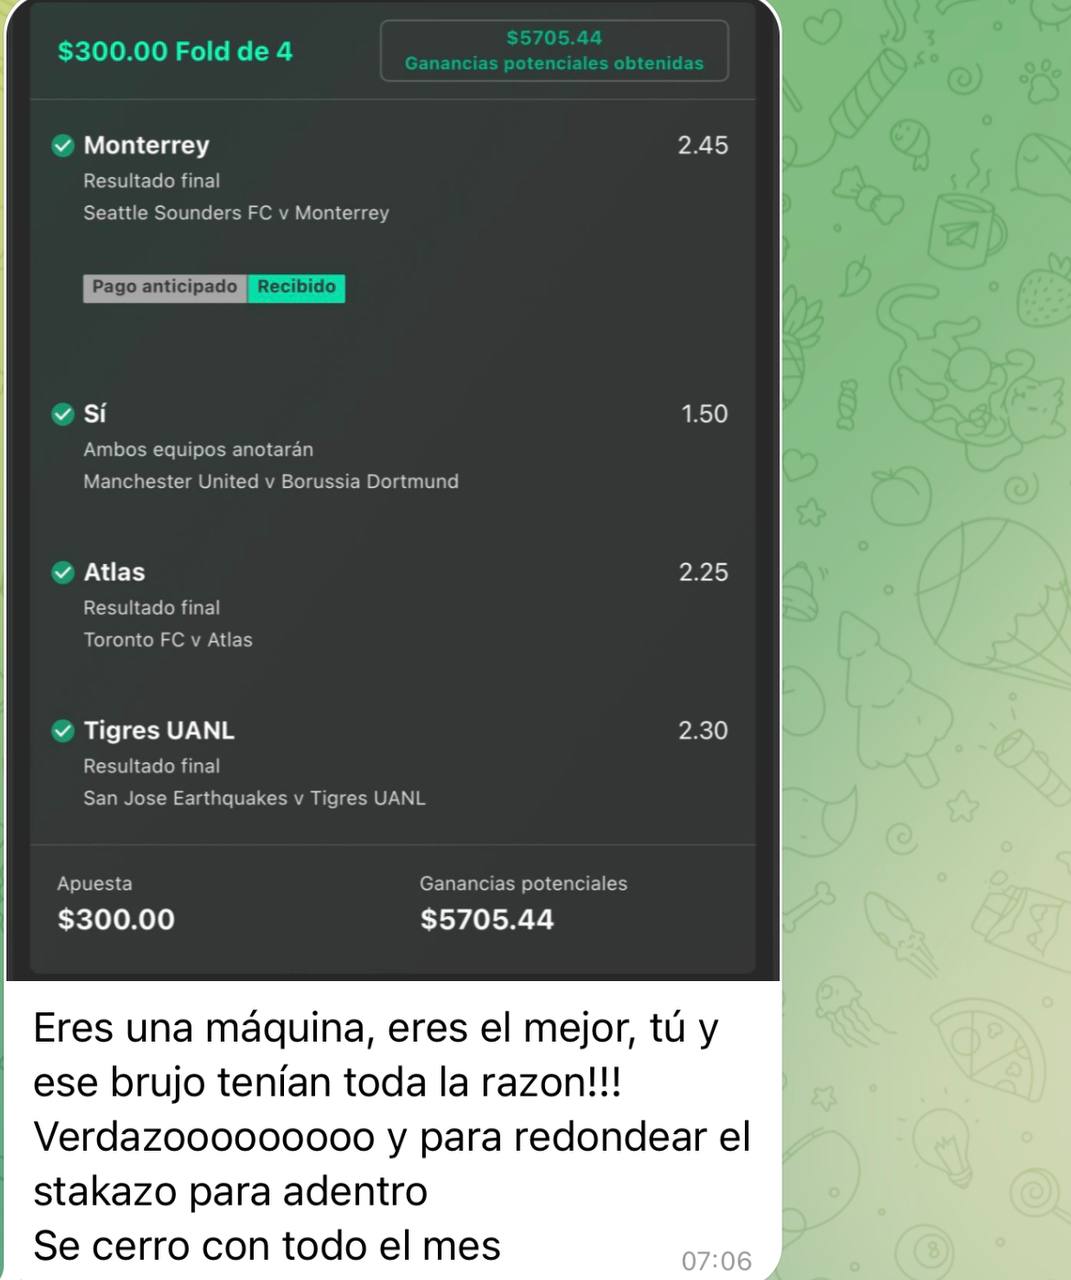 $300.00 Fold de 4
$5705.44
Ganancias potenciales obtenidas
Monterrey 2.45
Resultado final
Seattle Sounders FC v Monterrey
Pago anticipado Recibido
Sí 1.50
Ambos equipos anotarán
Manchester United v Borussia Dortmund
Atlas 2.25
Resultado final
Toronto FC v Atlas
Tigres UANL 2.30
Resultado final
San Jose Earthquakes v Tigres UANL
Apuesta Ganancias potenciales
$300.00 $5705.44
Eres una máquina, eres el mejor, tú y
ese brujo tenían toda la razon!!!
Verdazooooooooo y para redondear el
stakazo para adentro
Se cerro con todo el mes
07:06